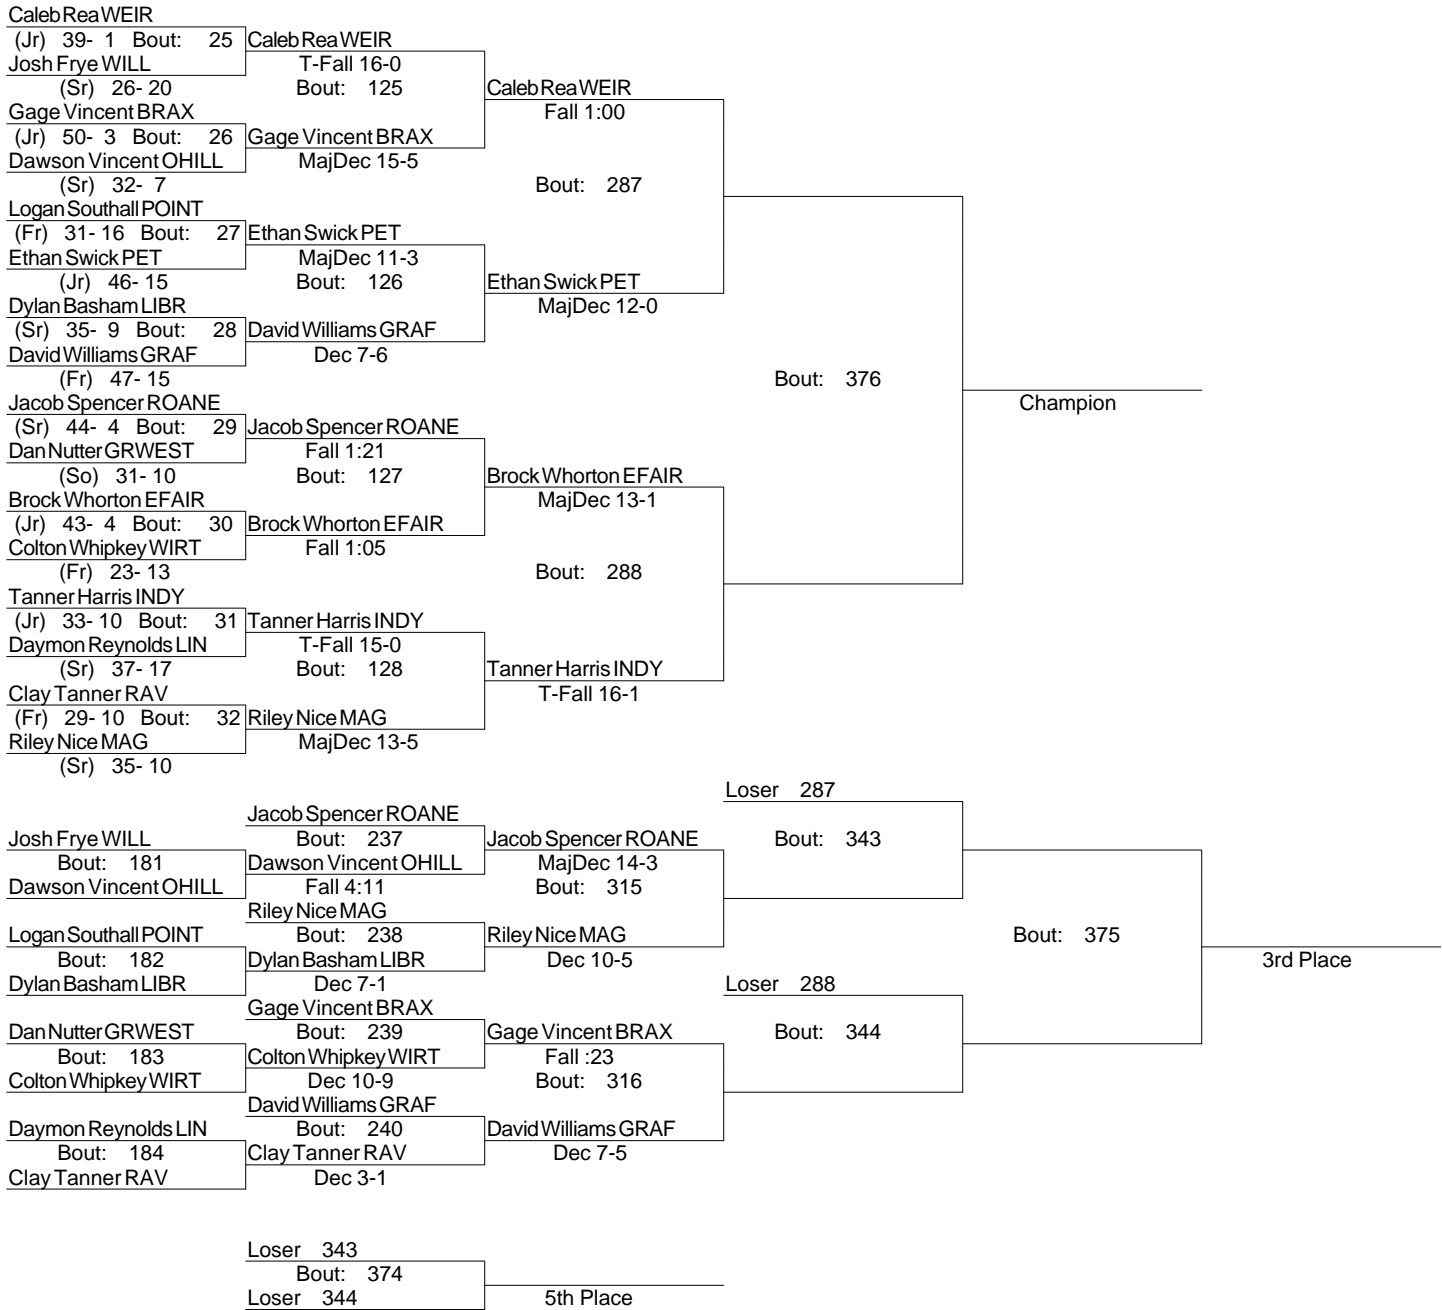 Caleb Rea WEIR
(Jr) 39- 1 Bout: 25 Caleb Rea WEIR
Josh Frye WILL T-Fall 16-0
(Sr) 26- 20 Bout: 125 Caleb Rea WEIR
Gage Vincent BRAX Fall 1:00
(Jr) 50- 3 Bout: 26 Gage Vincent BRAX
Dawson Vincent OHILL MajDec 15-5
(Sr) 32- 7 Bout: 287
Logan Southall POINT
(Fr) 31- 16 Bout: 27 Ethan Swick PET
Ethan Swick PET MajDec 11-3
(Jr) 46- 15 Bout: 126 Ethan Swick PET
Dylan Basham LIBR MajDec 12-0
(Sr) 35- 9 Bout: 28 David Williams GRAF
David Williams GRAF Dec 7-6
(Fr) 47- 15 Bout: 376
Jacob Spencer ROANE Champion
(Sr) 44- 4 Bout: 29 Jacob Spencer ROANE
Dan Nutter GRWEST Fall 1:21
(So) 31- 10 Bout: 127 Brock Whorton EFAIR
Brock Whorton EFAIR MajDec 13-1
(Jr) 43- 4 Bout: 30 Brock Whorton EFAIR
Colton Whipkey WIRT Fall 1:05
(Fr) 23- 13 Bout: 288
Tanner Harris INDY
(Jr) 33- 10 Bout: 31 Tanner Harris INDY
Daymon Reynolds LIN T-Fall 15-0
(Sr) 37- 17 Bout: 128 Tanner Harris INDY
Clay Tanner RAV T-Fall 16-1
(Fr) 29- 10 Bout: 32 Riley Nice MAG
Riley Nice MAG MajDec 13-5
(Sr) 35- 10
Loser 287
Jacob Spencer ROANE
Josh Frye WILL Bout: 237 Jacob Spencer ROANE Bout: 343
Bout: 181 Dawson Vincent OHILL MajDec 14-3
Dawson Vincent OHILL Fall 4:11 Bout: 315
Riley Nice MAG
Logan Southall POINT Bout: 238 Riley Nice MAG Bout: 375
Bout: 182 Dylan Basham LIBR Dec 10-5 3rd Place
Dylan Basham LIBR Dec 7-1 Loser 288
Gage Vincent BRAX
Dan Nutter GRWEST Bout: 239 Gage Vincent BRAX Bout: 344
Bout: 183 Colton Whipkey WIRT Fall :23
Colton Whipkey WIRT Dec 10-9 Bout: 316
David Williams GRAF
Daymon Reynolds LIN Bout: 240 David Williams GRAF
Bout: 184 Clay Tanner RAV Dec 7-5
Clay Tanner RAV Dec 3-1
Loser 343
Bout: 374
Loser 344 5th Place